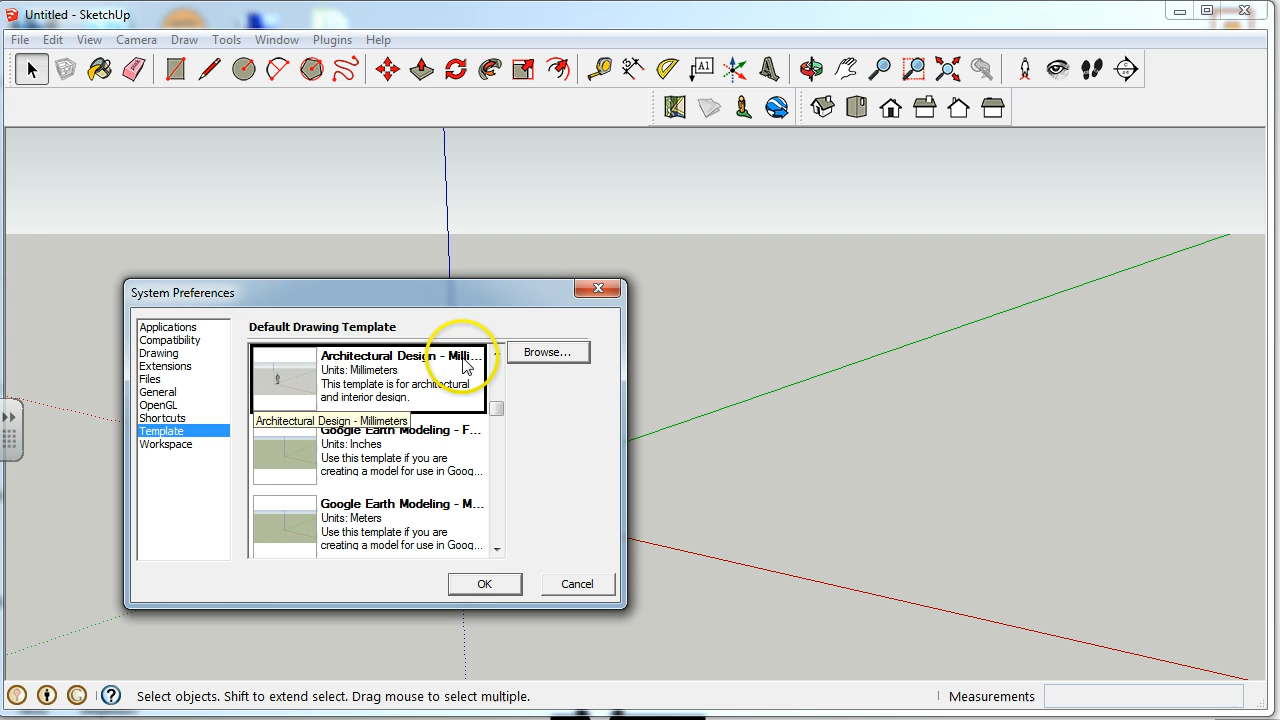 Untitled - SketchUp
File Edit View Camera Draw Tools Window Plugins Help
A1
System Preferences
Applications
Compatibility
Drawing
Extensions
Files
General
OpenGL
Shortcuts
Template
Workspace
Default Drawing Template
Browse...
Architectural Design - Milli...
Units: Millimeters
This template is for architectural
and interior design.
Architectural Design - Millimeters
Google Earth Modeling - F...
Units: Inches
Use this template if you are
creating a model for use in Goog...
Google Earth Modeling - M...
Units: Meters
Use this template if you are
creating a model for use in Goog...
OK Cancel
Select objects. Shift to extend select. Drag mouse to select multiple.
Measurements